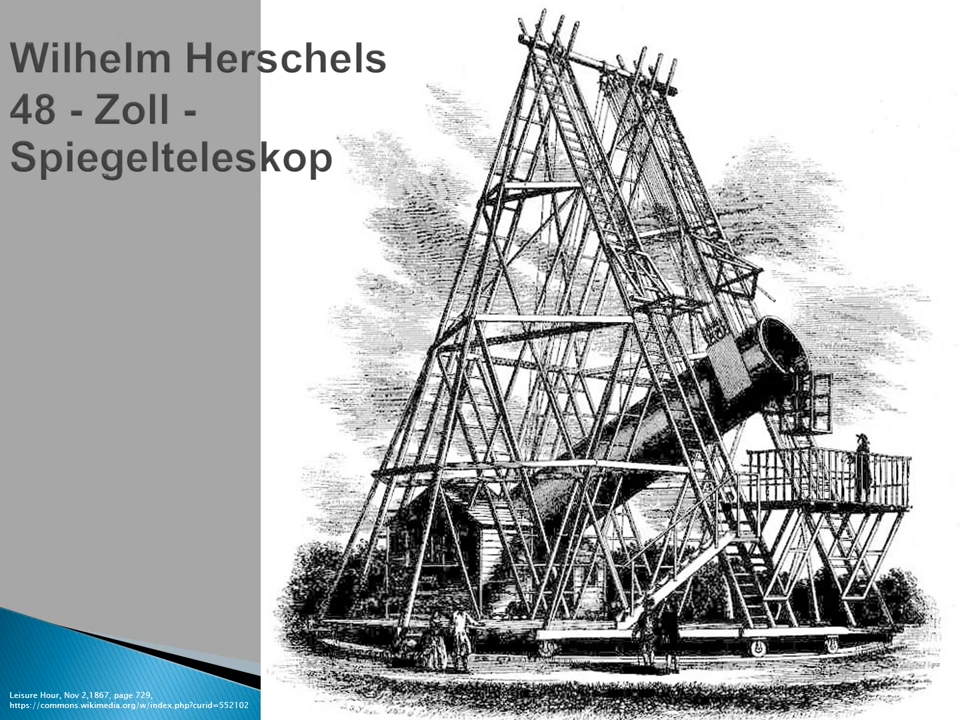 Wilhelm Herschels
48 - Zoll -
Spiegelteleskop
Leisure Hour, Nov 2,1867, page 729,
https://commons.wikimedia.org/w/index.php?curid=552102